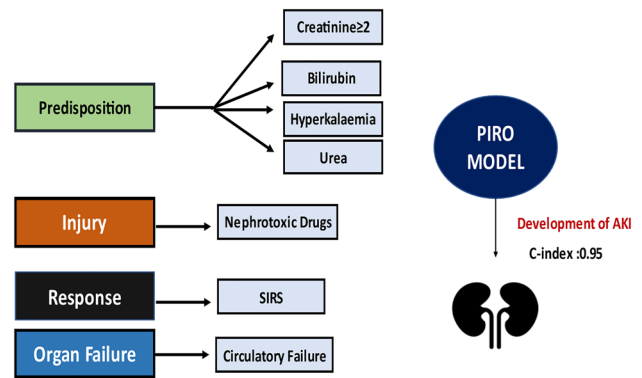 Creatinine≥2
Predisposition
Bilirubin
Hyperkalaemia
Urea
Injury
Nephrotoxic Drugs
Response
SIRS
Organ Failure
Circulatory Failure
PIRO
MODEL
Development of AKI
C-index :0.95